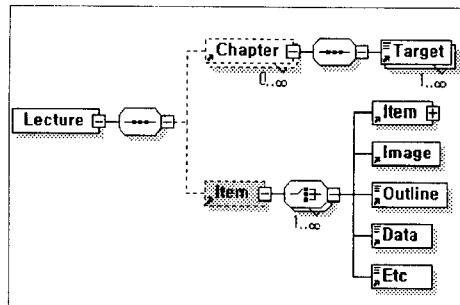 Chapter
Target
0..∞
1..∞
Lecture
Item
Image
Item
Outline
1..∞
Data
Etc